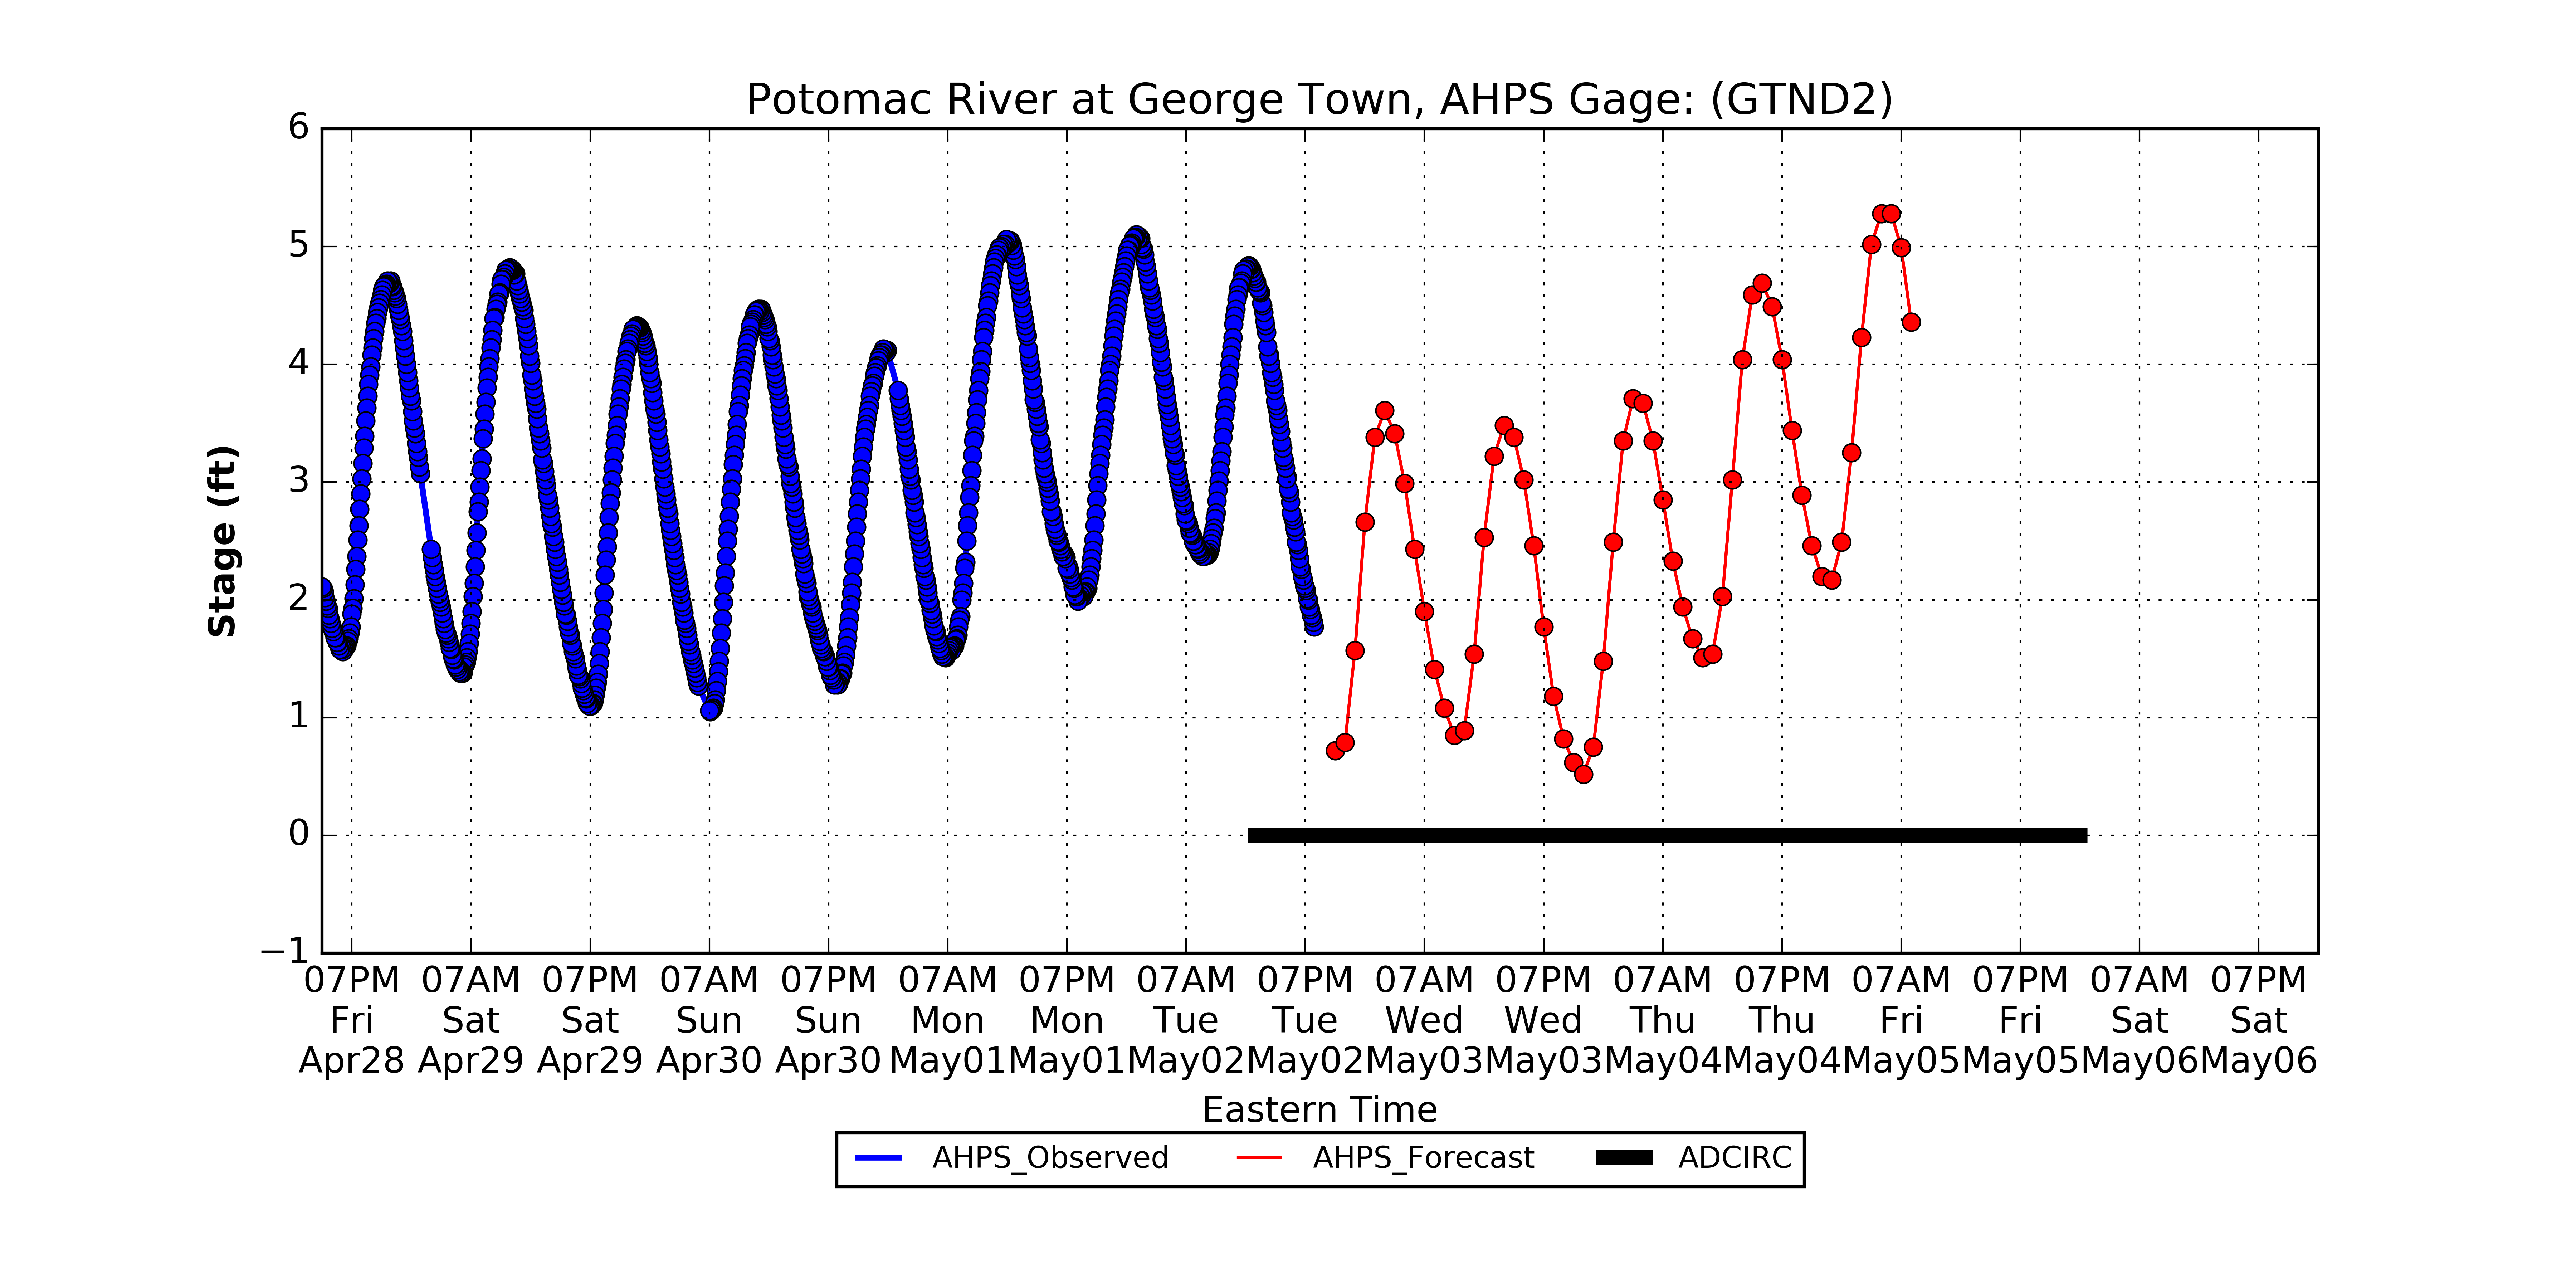 Potomac River at George Town, AHPS Gage: (GTND2)
Stage (ft)
6
5
4
3
2
1
0
−1
07PM 07AM 07PM 07AM 07PM 07AM 07PM 07AM 07PM 07AM 07PM 07AM 07PM 07AM 07PM 07AM 07PM
Fri Sat Sat Sun Sun Mon Mon Tue Tue Wed Wed Thu Thu Fri Fri Sat Sat
Apr28 Apr29 Apr29 Apr30 Apr30 May01 May01 May02 May02 May03 May03 May04 May04 May05 May05 May06 May06
Eastern Time
AHPS_Observed AHPS_Forecast ADCIRC